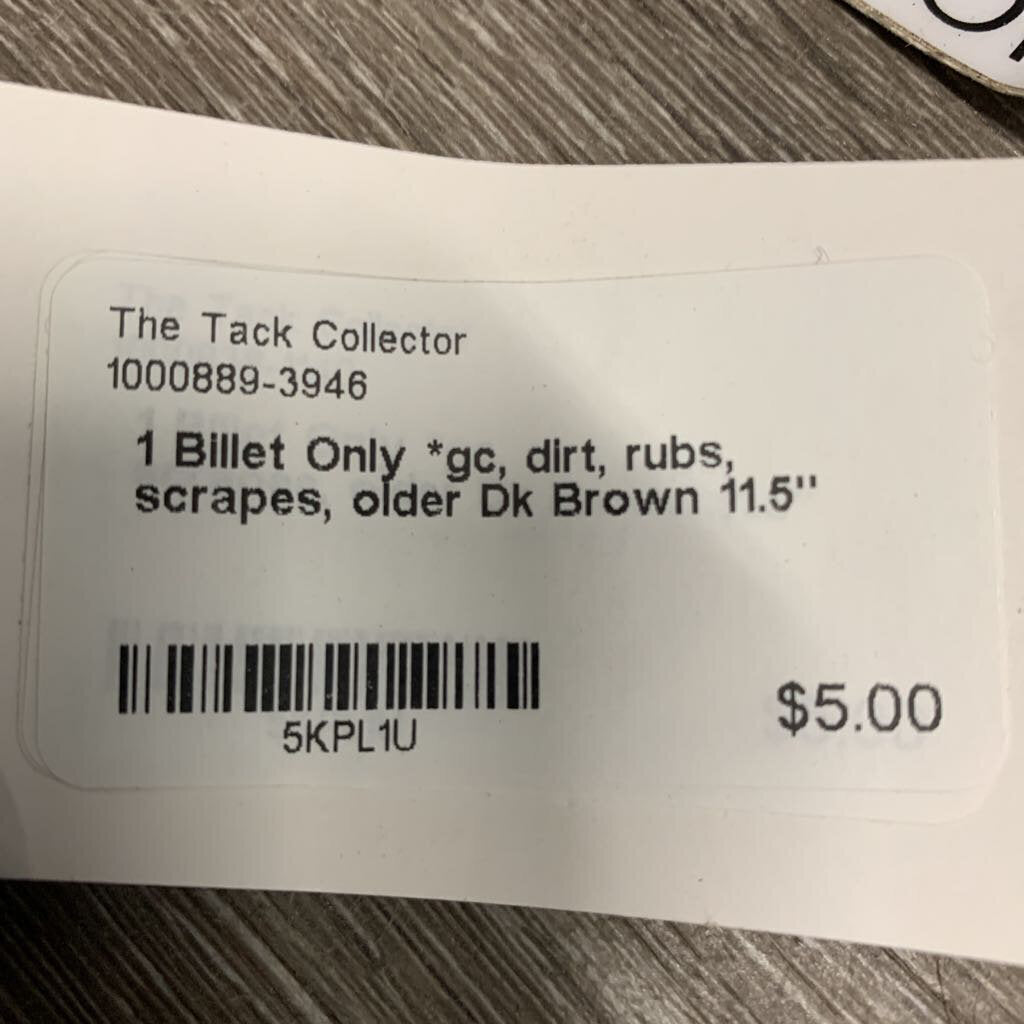 The Tack Collector
1000889-3946
1 Billet Only *gc, dirt, rubs,
scrapes, older Dk Brown 11.5"
5KPL1U
$5.00